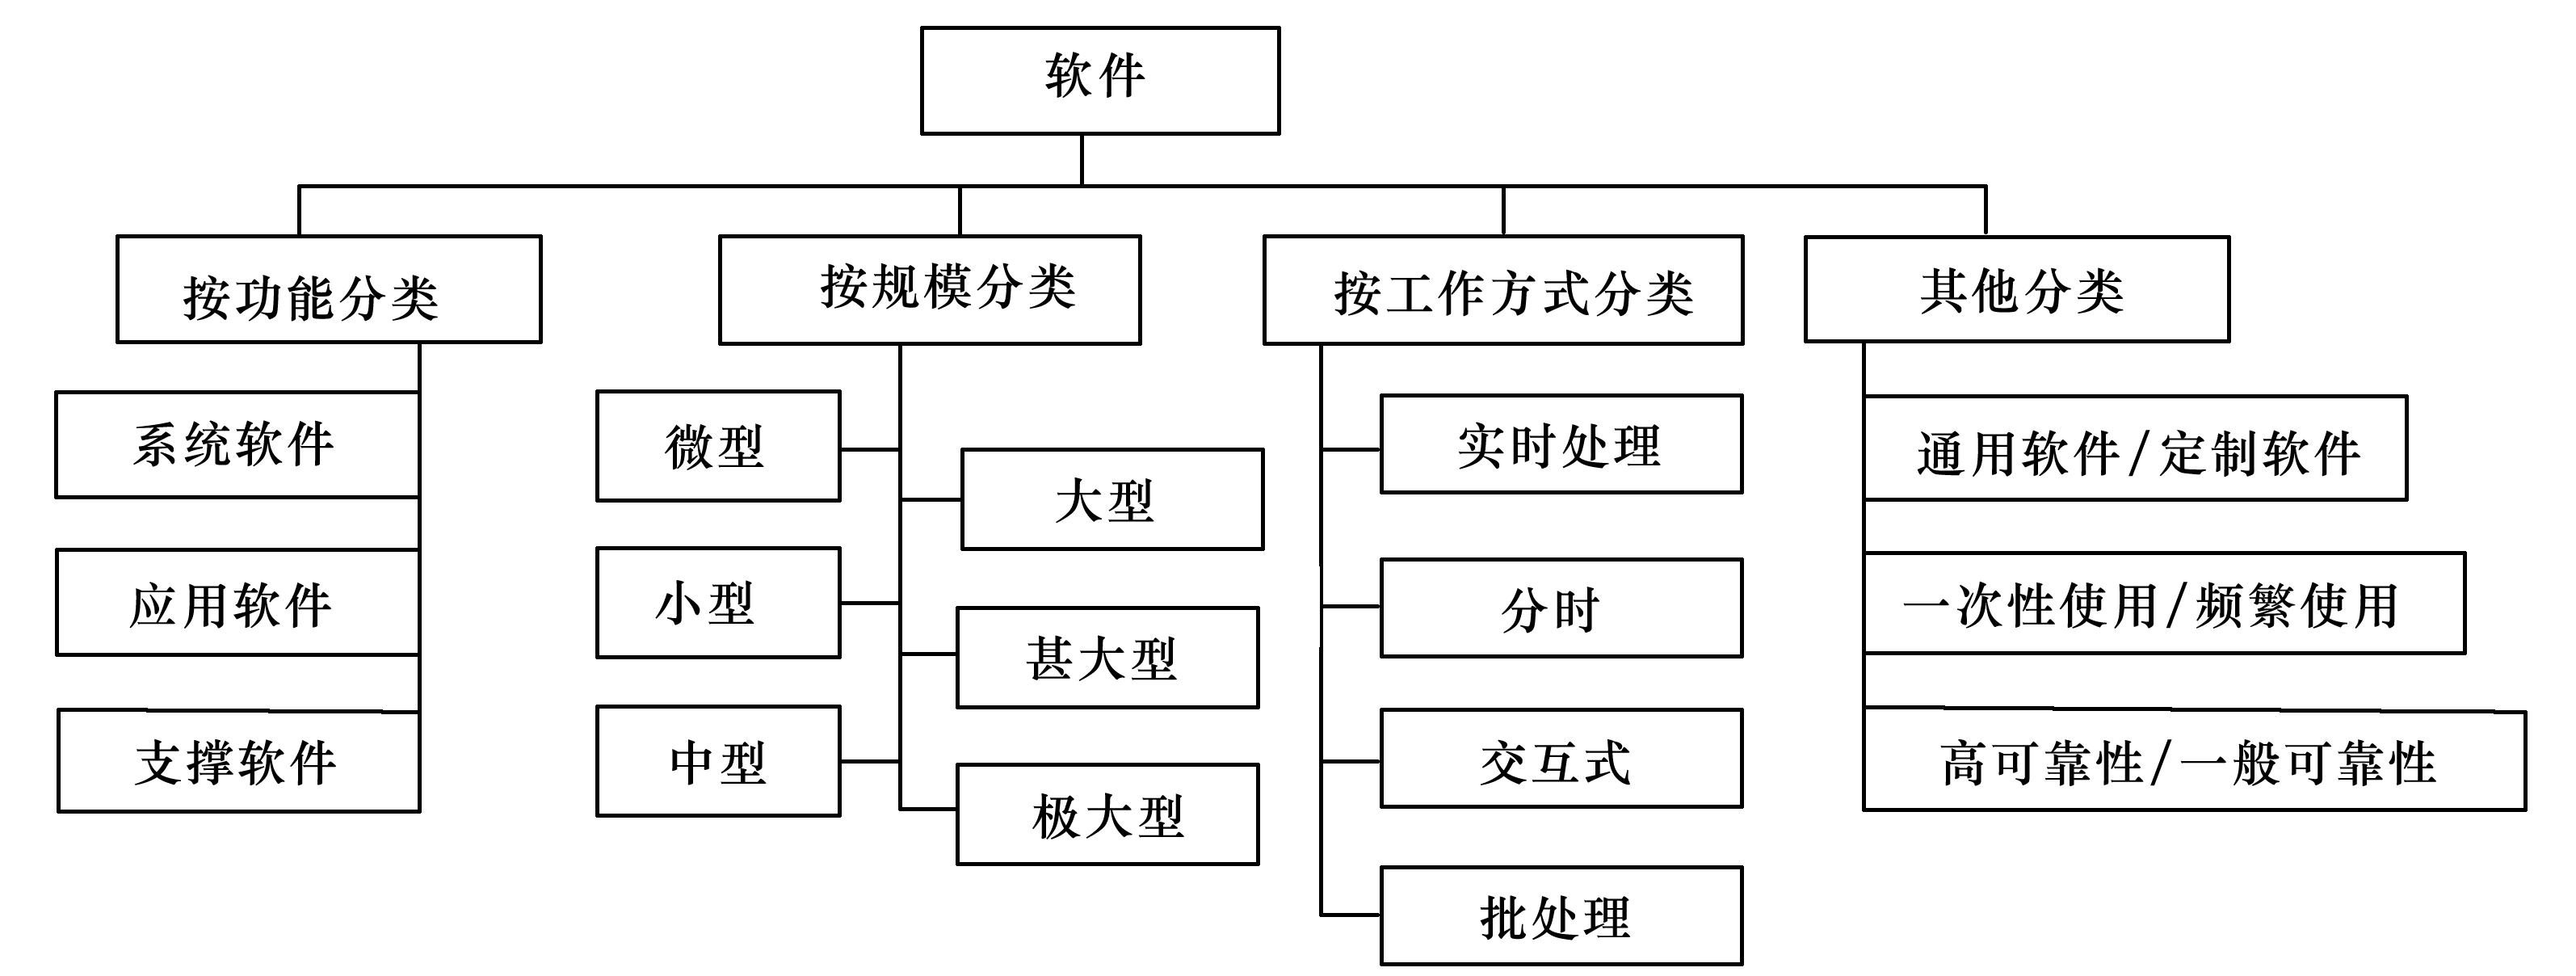 软件
按功能分类
按规模分类
按工作方式分类
其他分类
系统软件
应用软件
支撑软件
微型
小型
中型
大型
甚大型
极大型
实时处理
分时
交互式
批处理
通用软件/定制软件
一次性使用/频繁使用
高可靠性/一般可靠性